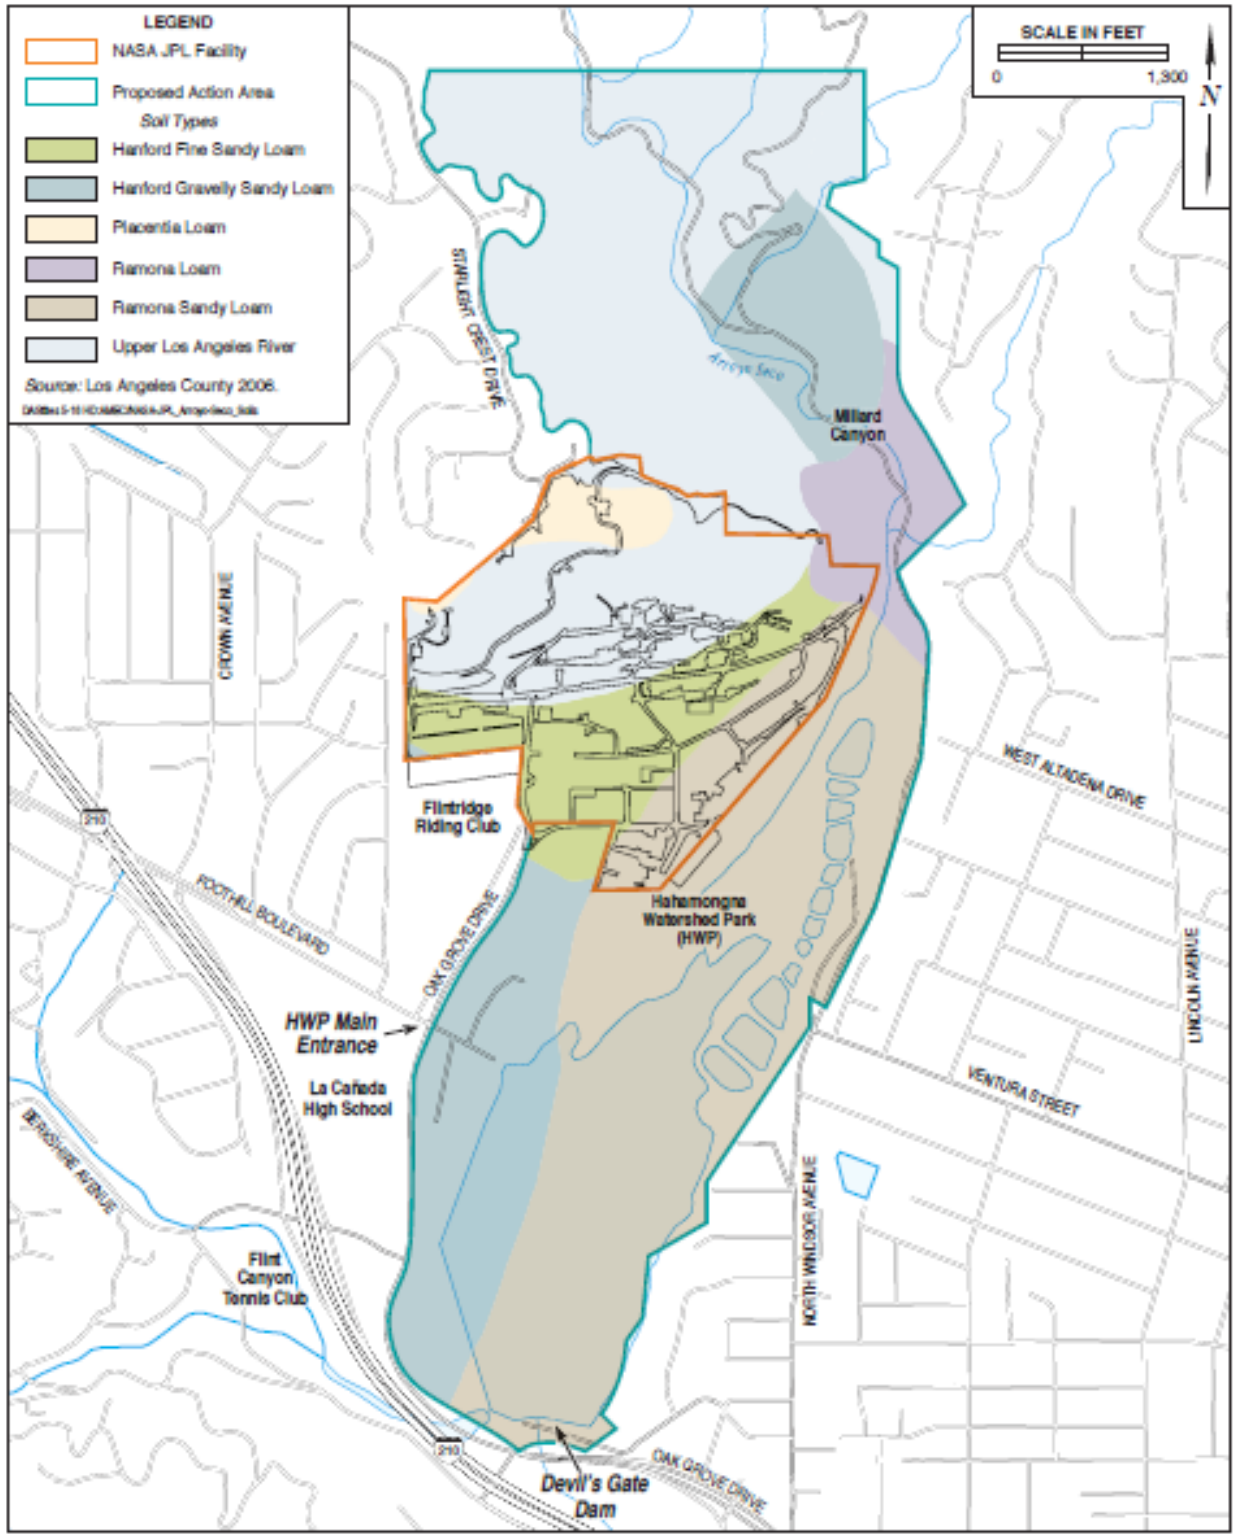 LEGEND
NASA JPL Facility
Proposed Action Area
Soil Types
Hanford Fine Sandy Loam
Hanford Gravelly Sandy Loam
Placentia Loam
Ramona Loam
Ramona Sandy Loam
Upper Los Angeles River
Source: Los Angeles County 2006.
SCALE IN FEET
0 1,300
N
STARLIGHT CREST DRIVE
Arroyo Seco
Millard
Canyon
CROWN AVENUE
210
Flintridge
Riding Club
WEST ALTADENA DRIVE
FOOTHILL BOULEVARD
OAK GROVE DRIVE
Hahamongna
Watershed Park
(HWP)
LINCOLN AVENUE
HWP Main
Entrance
La Cañada
High School
VENTURA STREET
BERKSHIRE AVENUE
NORTH WINDSOR AVENUE
Flint
Canyon
Tennis Club
210
OAK GROVE DRIVE
Devil's Gate
Dam